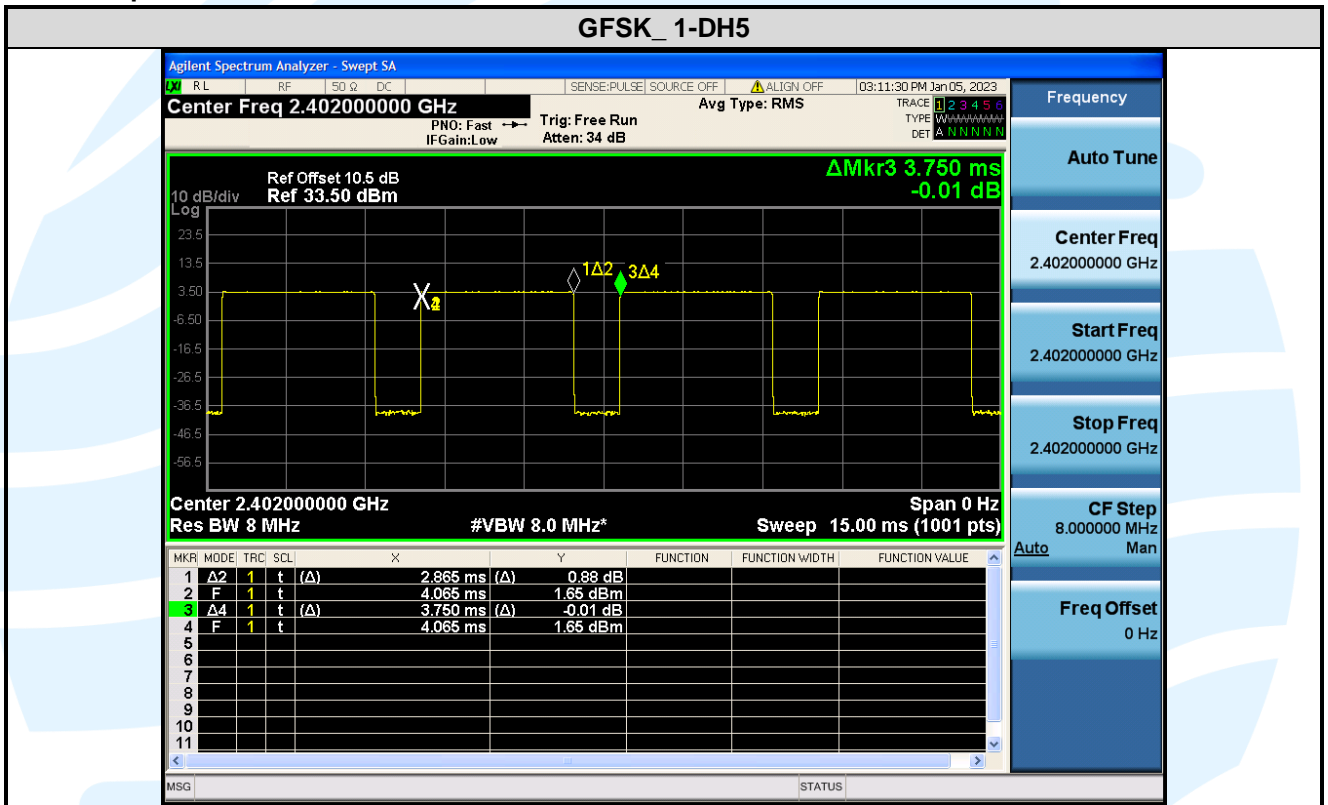 GFSK_ 1-DH5
Agilent Spectrum Analyzer - Swept SA
LXI RL RF 50 Ω DC SENSE:PULSE SOURCE OFF ALIGN OFF 03:11:30 PM Jan 05, 2023
Center Freq 2.402000000 GHz
PNO: Fast
IFGain:Low
Trig: Free Run
Atten: 34 dB
Avg Type: RMS
TRACE 1 2 3 4 5 6
TYPE
DET A N N N N N
Ref Offset 10.5 dB
10 dB/div Ref 33.50 dBm
Log
ΔMkr3 3.750 ms
-0.01 dB
23.5
13.5
3.50
-6.50
-16.5
-26.5
-36.5
-46.5
-56.5
1Δ2
3Δ4
Center 2.402000000 GHz Span 0 Hz
Res BW 8 MHz #VBW 8.0 MHz* Sweep 15.00 ms (1001 pts)
MKR MODE TRC SCL X Y FUNCTION FUNCTION WIDTH FUNCTION VALUE
1 Δ2 1 t (Δ) 2.865 ms (Δ) 0.88 dB
2 F 1 t 4.065 ms 1.65 dBm
3 Δ4 1 t (Δ) 3.750 ms (Δ) -0.01 dB
4 F 1 t 4.065 ms 1.65 dBm
5
6
7
8
9
10
11
MSG STATUS
Frequency
Auto Tune
Center Freq
2.402000000 GHz
Start Freq
2.402000000 GHz
Stop Freq
2.402000000 GHz
CF Step
8.000000 MHz
Auto Man
Freq Offset
0 Hz